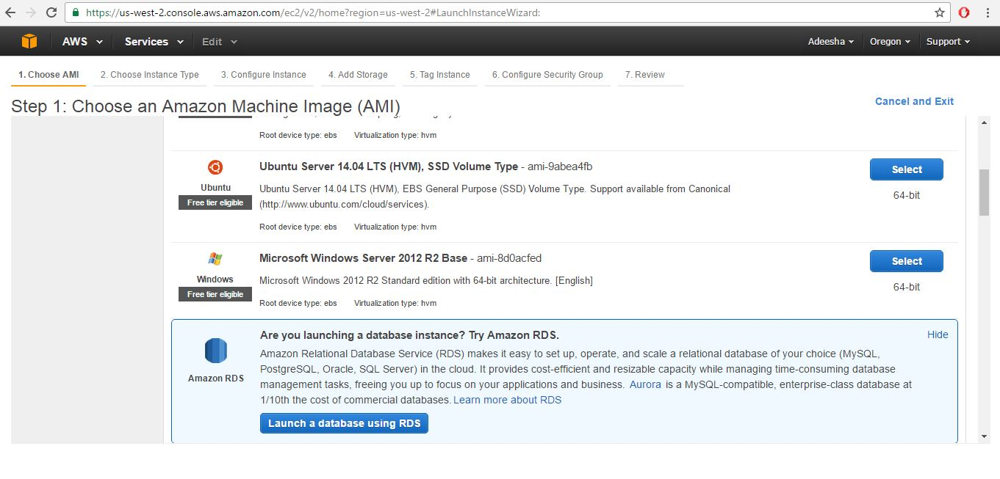 https://us-west-2.console.aws.amazon.com/ec2/v2/home?region=us-west-2#LaunchInstanceWizard:
AWS Services Edit Adeesha Oregon Support
1. Choose AMI 2. Choose Instance Type 3. Configure Instance 4. Add Storage 5. Tag Instance 6. Configure Security Group 7. Review
Step 1: Choose an Amazon Machine Image (AMI)
Cancel and Exit
Root device type: ebs Virtualization type: hvm
Ubuntu
Free tier eligible
Ubuntu Server 14.04 LTS (HVM), SSD Volume Type - ami-9abea4fb
Ubuntu Server 14.04 LTS (HVM), EBS General Purpose (SSD) Volume Type. Support available from Canonical
(http://www.ubuntu.com/cloud/services).
Root device type: ebs Virtualization type: hvm
Select
64-bit
Windows
Free tier eligible
Microsoft Windows Server 2012 R2 Base - ami-8d0acfed
Microsoft Windows 2012 R2 Standard edition with 64-bit architecture. [English]
Root device type: ebs Virtualization type: hvm
Select
64-bit
Amazon RDS
Are you launching a database instance? Try Amazon RDS.
Hide
Amazon Relational Database Service (RDS) makes it easy to set up, operate, and scale a relational database of your choice (MySQL,
PostgreSQL, Oracle, SQL Server) in the cloud. It provides cost-efficient and resizable capacity while managing time-consuming database
management tasks, freeing you up to focus on your applications and business. Aurora is a MySQL-compatible, enterprise-class database at
1/10th the cost of commercial databases. Learn more about RDS
Launch a database using RDS